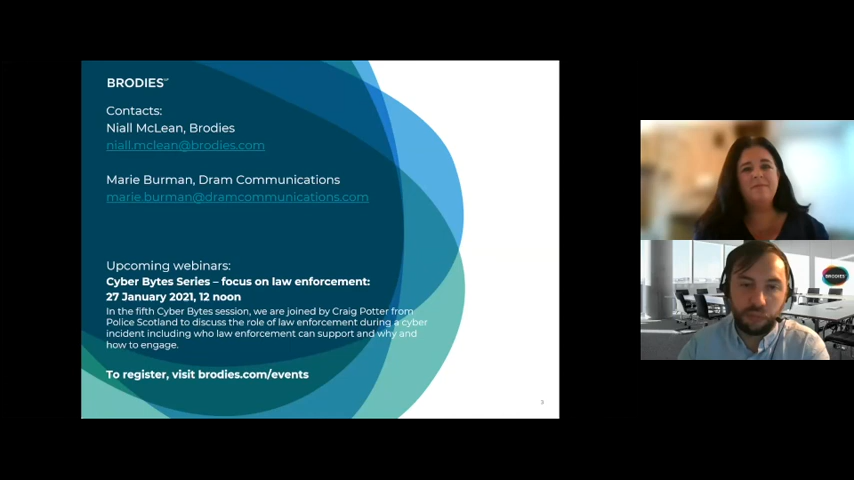 BRODIES LLP
Contacts:
Niall McLean, Brodies
niall.mclean@brodies.com
Marie Burman, Dram Communications
marie.burman@dramcommunications.com
Upcoming webinars:
Cyber Bytes Series – focus on law enforcement:
27 January 2021, 12 noon
In the fifth Cyber Bytes session, we are joined by Craig Potter from
Police Scotland to discuss the role of law enforcement during a cyber
incident including who law enforcement can support and why and
how to engage.
To register, visit brodies.com/events
3
BRODIES